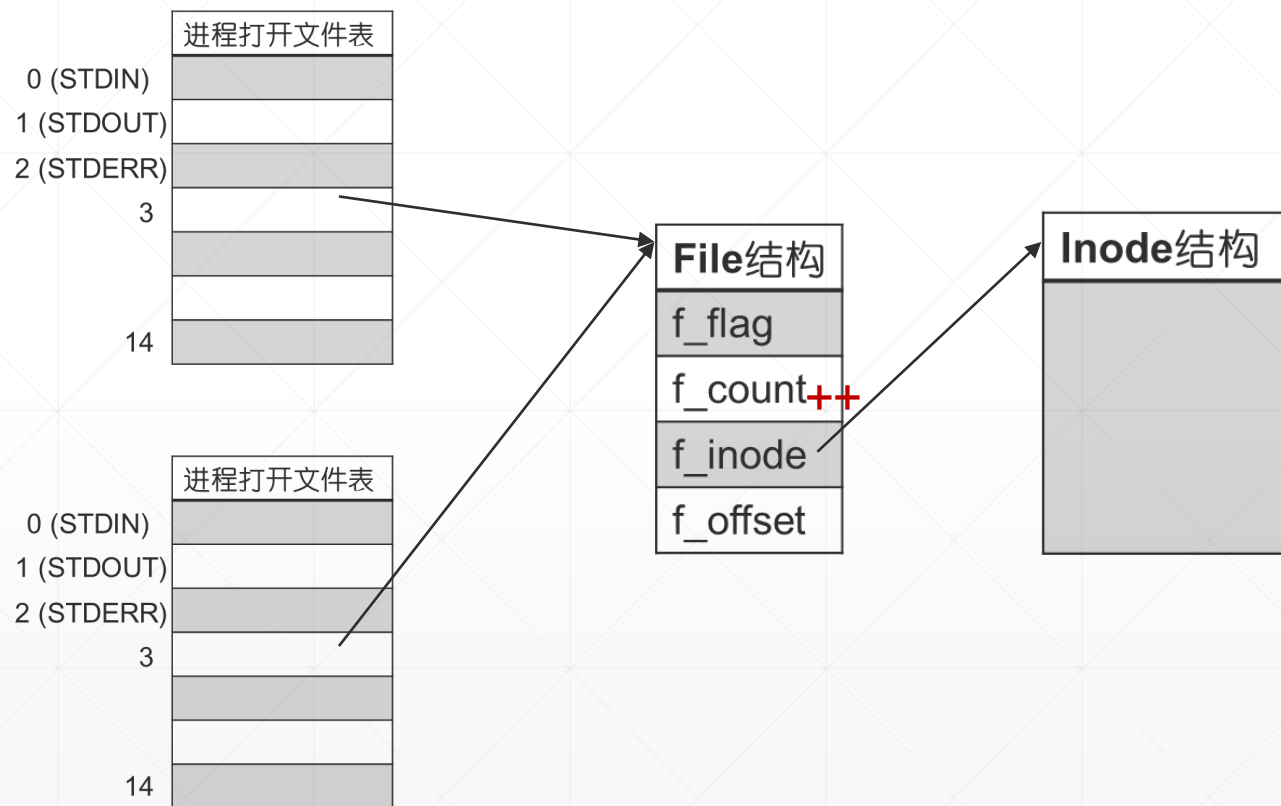 进程打开文件表
0 (STDIN)
1 (STDOUT)
2 (STDERR)
3
14
File结构
f_flag
f_count++
f_inode
f_offset
Inode结构
进程打开文件表
0 (STDIN)
1 (STDOUT)
2 (STDERR)
3
14